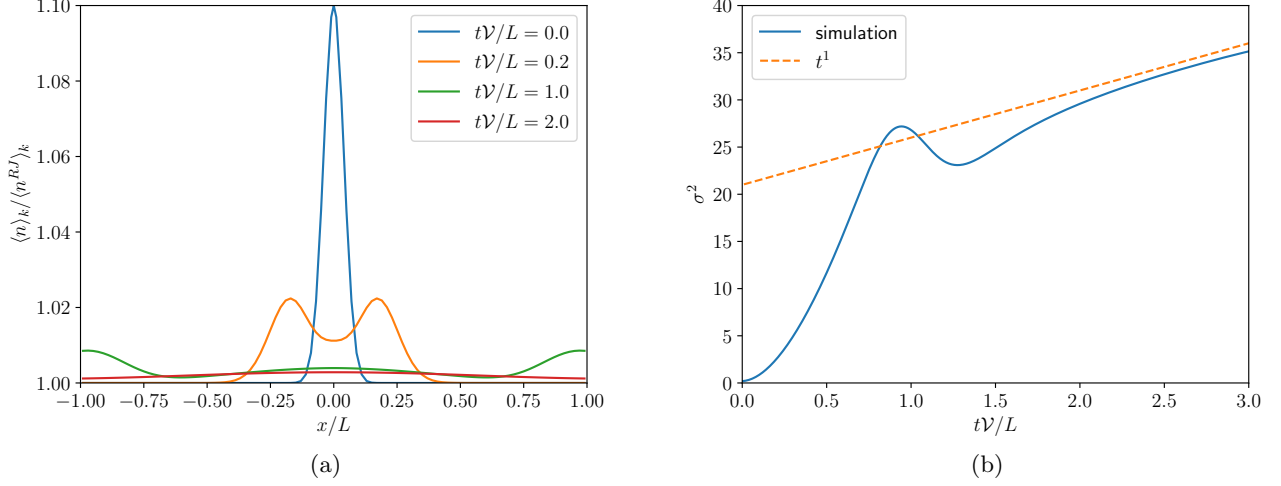 1.10
1.08
1.06
1.04
1.02
1.00
⟨n⟩_k/⟨n^{RJ}⟩_k
t𝒱/L = 0.0
t𝒱/L = 0.2
t𝒱/L = 1.0
t𝒱/L = 2.0
−1.00 −0.75 −0.50 −0.25 0.00 0.25 0.50 0.75 1.00
x/L
(a)
40
35
30
25
20
15
10
5
0
σ^2
simulation
t^1
0.0 0.5 1.0 1.5 2.0 2.5 3.0
t𝒱/L
(b)